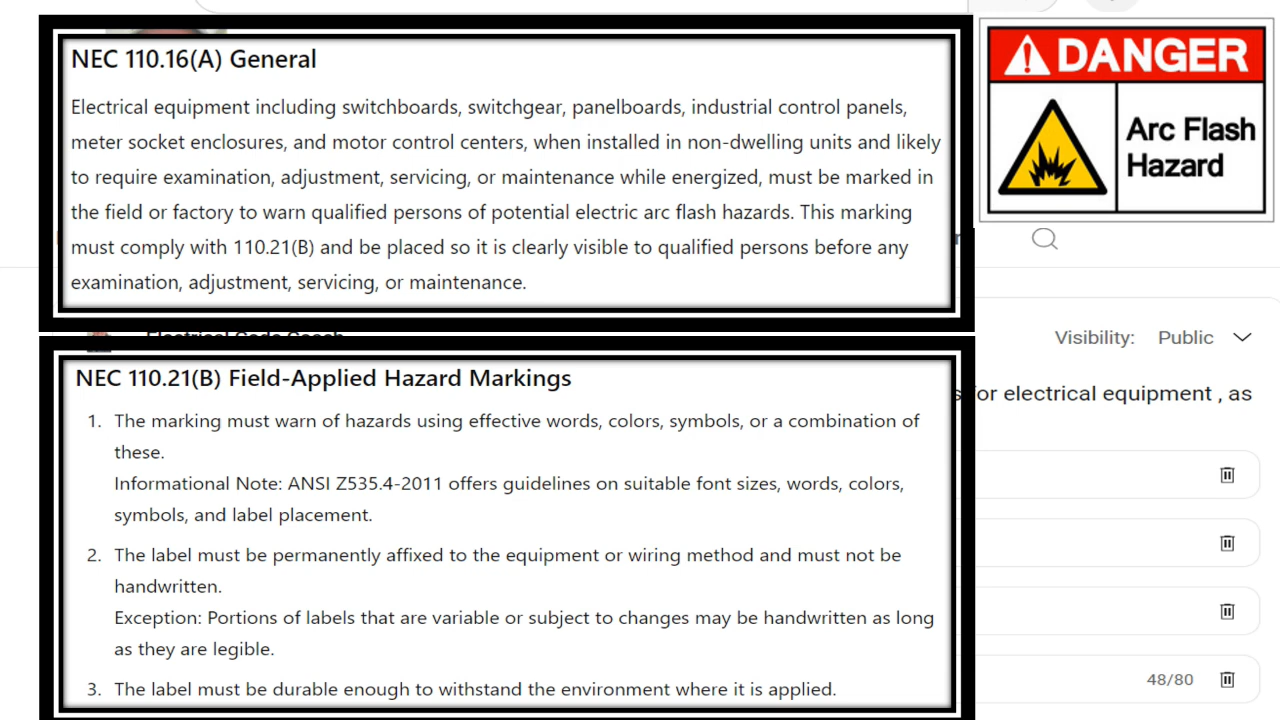 NEC 110.16(A) General
Electrical equipment including switchboards, switchgear, panelboards, industrial control panels,
meter socket enclosures, and motor control centers, when installed in non-dwelling units and likely
to require examination, adjustment, servicing, or maintenance while energized, must be marked in
the field or factory to warn qualified persons of potential electric arc flash hazards. This marking
must comply with 110.21(B) and be placed so it is clearly visible to qualified persons before any
examination, adjustment, servicing, or maintenance.
DANGER
Arc Flash
Hazard
Visibility: Public
for electrical equipment , as
NEC 110.21(B) Field-Applied Hazard Markings
1. The marking must warn of hazards using effective words, colors, symbols, or a combination of
these.
Informational Note: ANSI Z535.4-2011 offers guidelines on suitable font sizes, words, colors,
symbols, and label placement.
2. The label must be permanently affixed to the equipment or wiring method and must not be
handwritten.
Exception: Portions of labels that are variable or subject to changes may be handwritten as long
as they are legible.
3. The label must be durable enough to withstand the environment where it is applied.
48/80